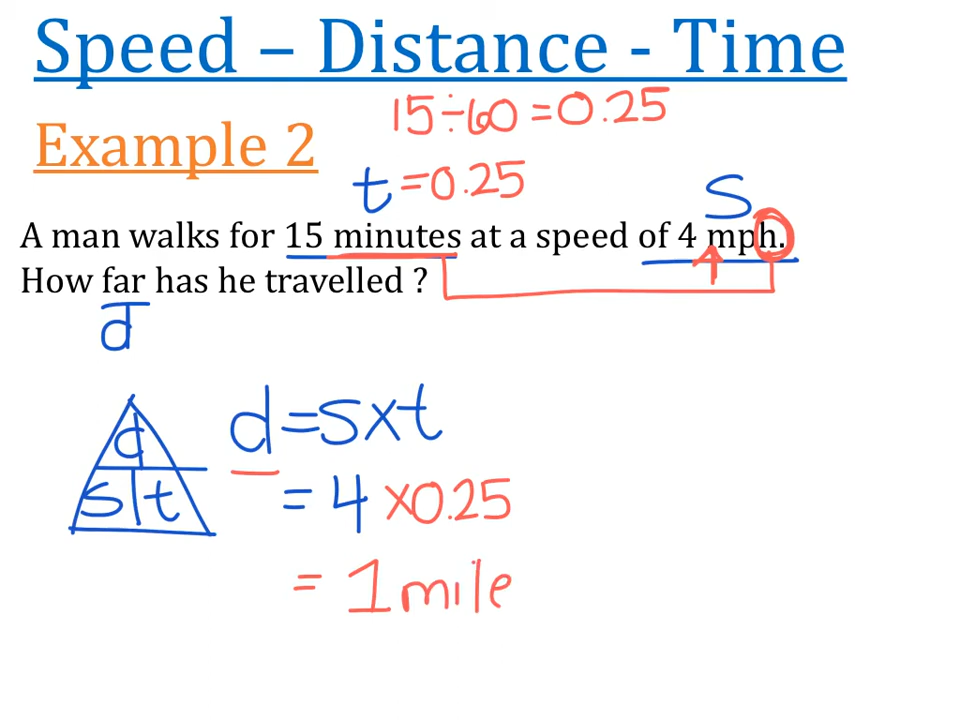 Speed – Distance - Time
15÷60=0.25
Example 2
t=0.25
S
A man walks for 15 minutes at a speed of 4 mph.
How far has he travelled ?
d
d
d=s×t
s t
=4×0.25
=1mile